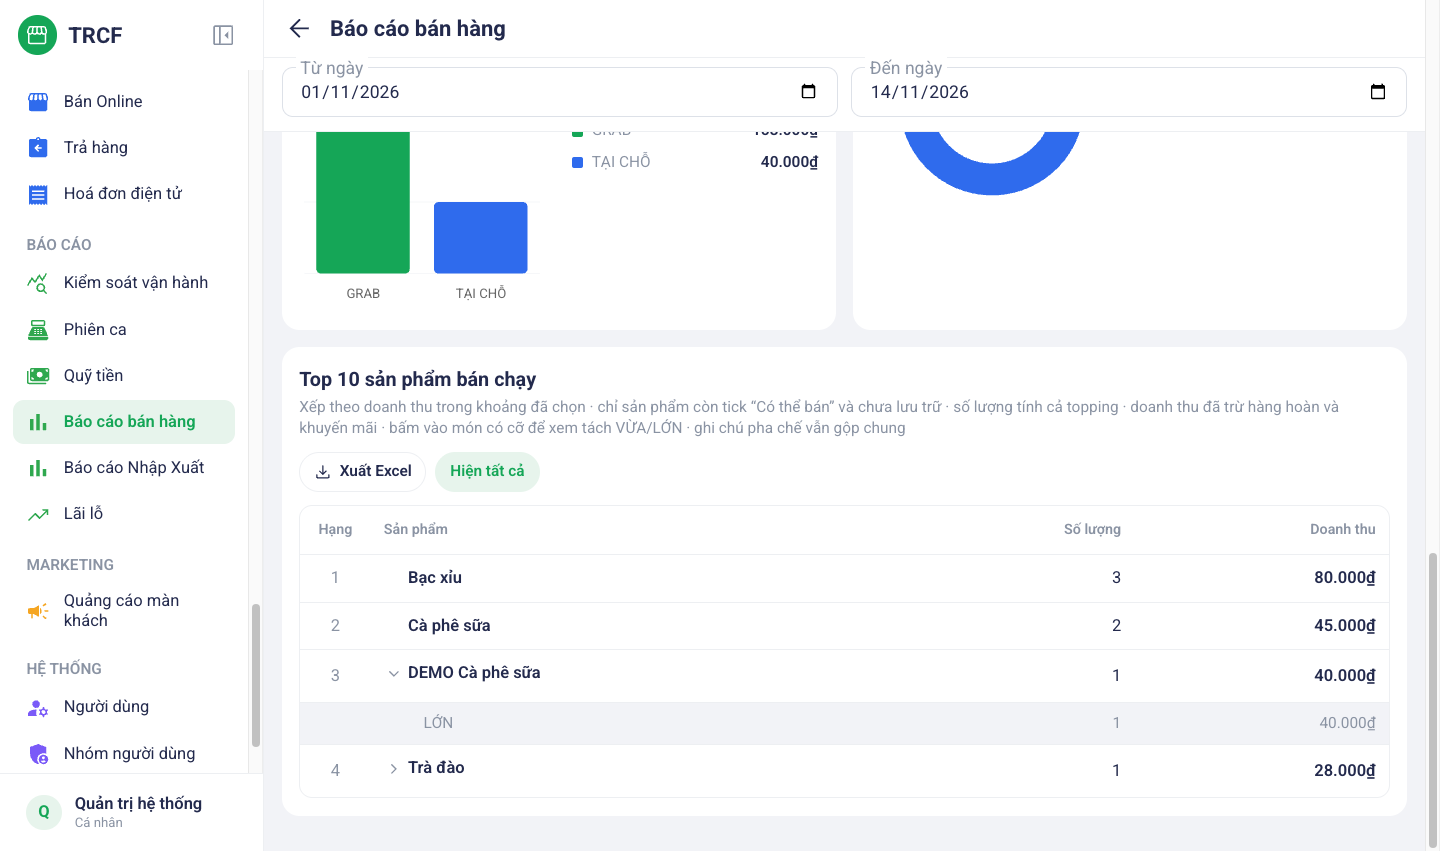 TRCF
Bán Online
Trả hàng
Hoá đơn điện tử
BÁO CÁO
Kiểm soát vận hành
Phiên ca
Quỹ tiền
Báo cáo bán hàng
Báo cáo Nhập Xuất
Lãi lỗ
MARKETING
Quảng cáo màn
khách
HỆ THỐNG
Người dùng
Nhóm người dùng
Q
Quản trị hệ thống
Cá nhân
Báo cáo bán hàng
Từ ngày
01/11/2026
Đến ngày
14/11/2026
GRAB
TẠI CHỖ 40.000₫
GRAB TẠI CHỖ
Top 10 sản phẩm bán chạy
Xếp theo doanh thu trong khoảng đã chọn · chỉ sản phẩm còn tick “Có thể bán” và chưa lưu trữ · số lượng tính cả topping · doanh thu đã trừ hàng hoàn và
khuyến mãi · bấm vào món có cỡ để xem tách VỪA/LỚN · ghi chú pha chế vẫn gộp chung
Xuất Excel Hiện tất cả
Hạng Sản phẩm Số lượng Doanh thu
1 Bạc xỉu 3 80.000₫
2 Cà phê sữa 2 45.000₫
3 DEMO Cà phê sữa 1 40.000₫
LỚN 1 40.000₫
4 Trà đào 1 28.000₫